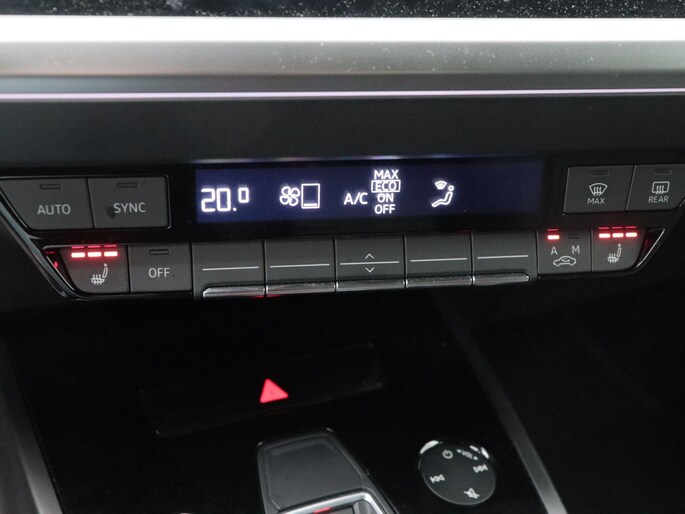 AUTO SYNC
20.0
A/C
MAX
ECO
ON
OFF
MAX
REAR
OFF
A M